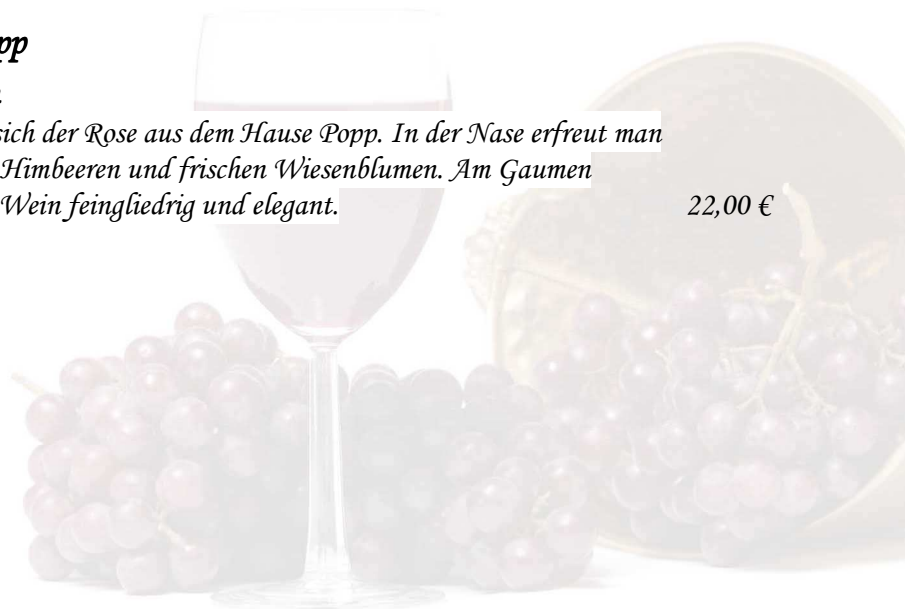 pp
sich der Rose aus dem Hause Popp. In der Nase erfreut man
Himbeeren und frischen Wiesenblumen. Am Gaumen
Wein feingliedrig und elegant. 22,00 €